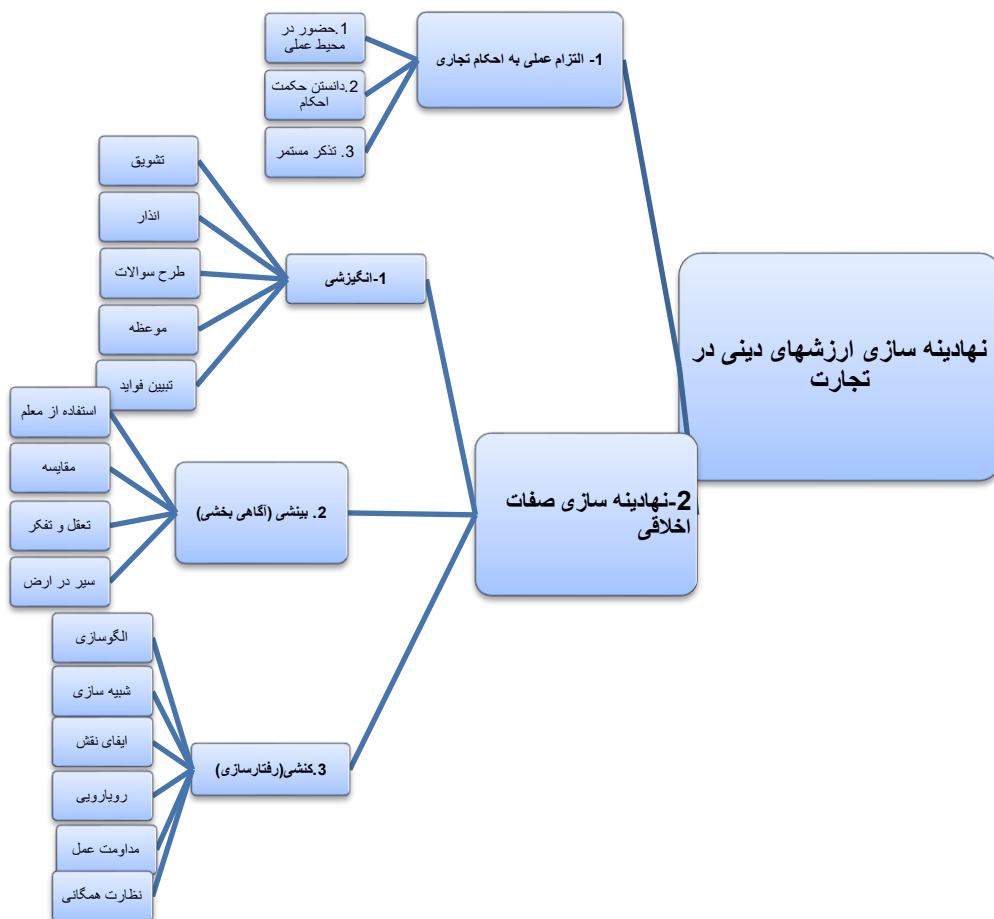 نهادینه سازی ارزشهای دینی در
تجارت
1- التزام عملی به احکام تجاری
1.حضور در
محیط عملی
2.دانستن حکمت
احکام
3. تذکر مستمر
2-نهادینه سازی صفات
اخلاقی
1-انگیزشی
تشویق
انذار
طرح سوالات
موعظه
تبیین فواید
2. بینشی (آگاهی بخشی)
استفاده از معلم
مقایسه
تعقل و تفکر
سیر در ارض
3.کنشی(رفتارسازی)
الگوسازی
شبیه سازی
ایفای نقش
رویارویی
مداومت عمل
نظارت همگانی